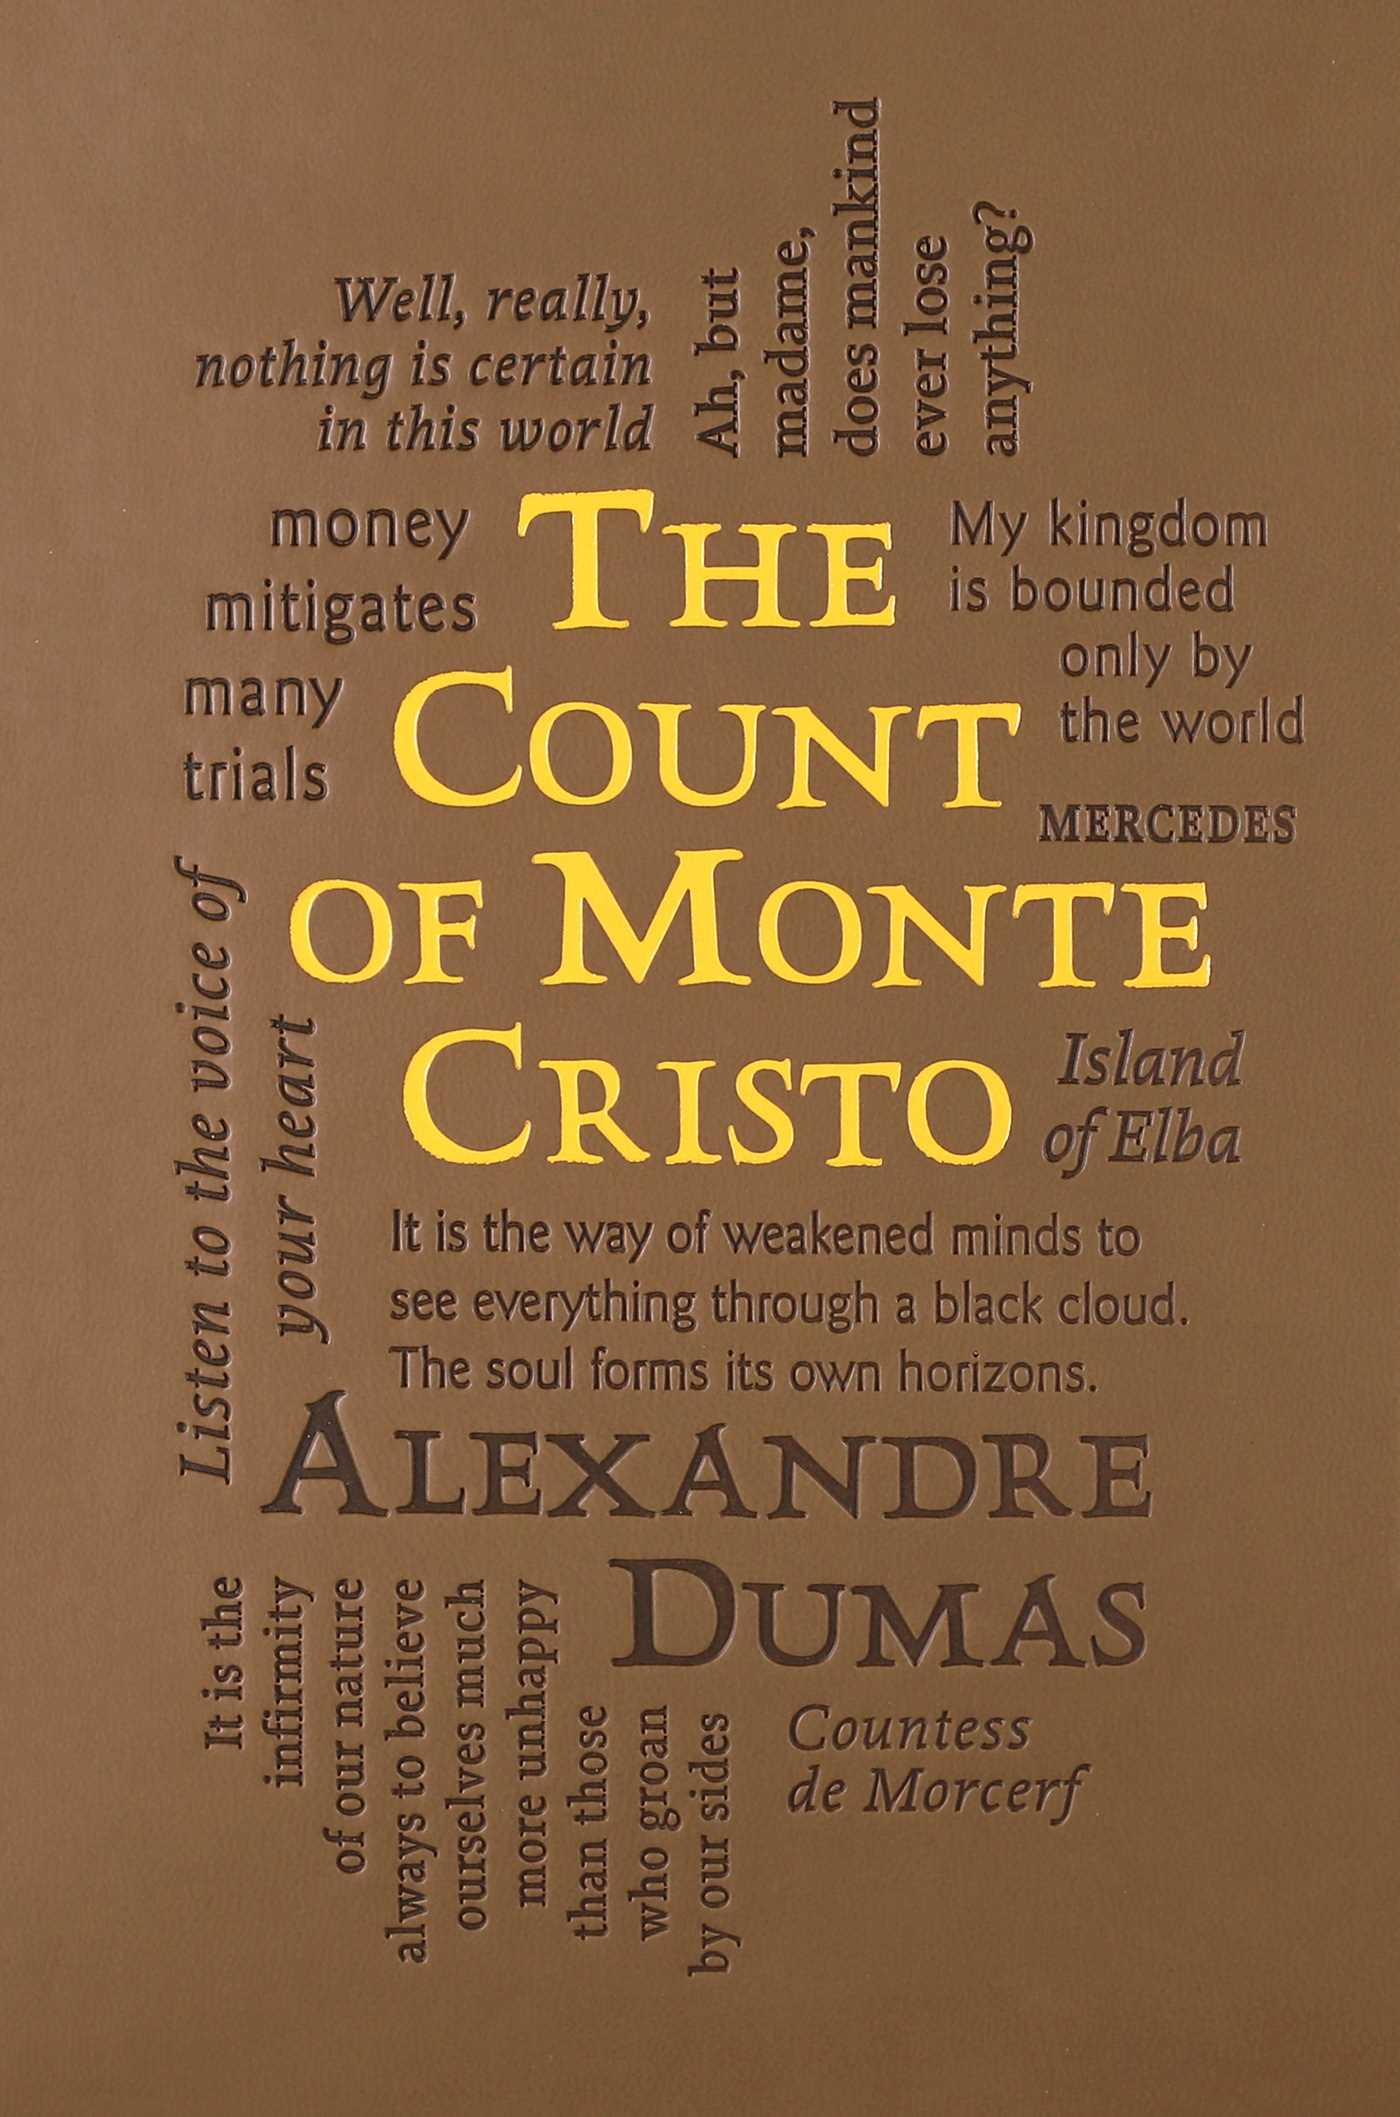 Well, really,
nothing is certain
in this world
Ah, but
madame,
does mankind
ever lose
anything?
money
mitigates
many
trials
THE
COUNT
OF MONTE
CRISTO
My kingdom
is bounded
only by
the world
MERCEDES
Listen to the voice of
your heart
Island
of Elba
It is the way of weakened minds to
see everything through a black cloud.
The soul forms its own horizons.
ALEXANDRE
DUMAS
It is the
infirmity
of our nature
always to believe
ourselves much
more unhappy
than those
who groan
by our sides
Countess
de Morcerf